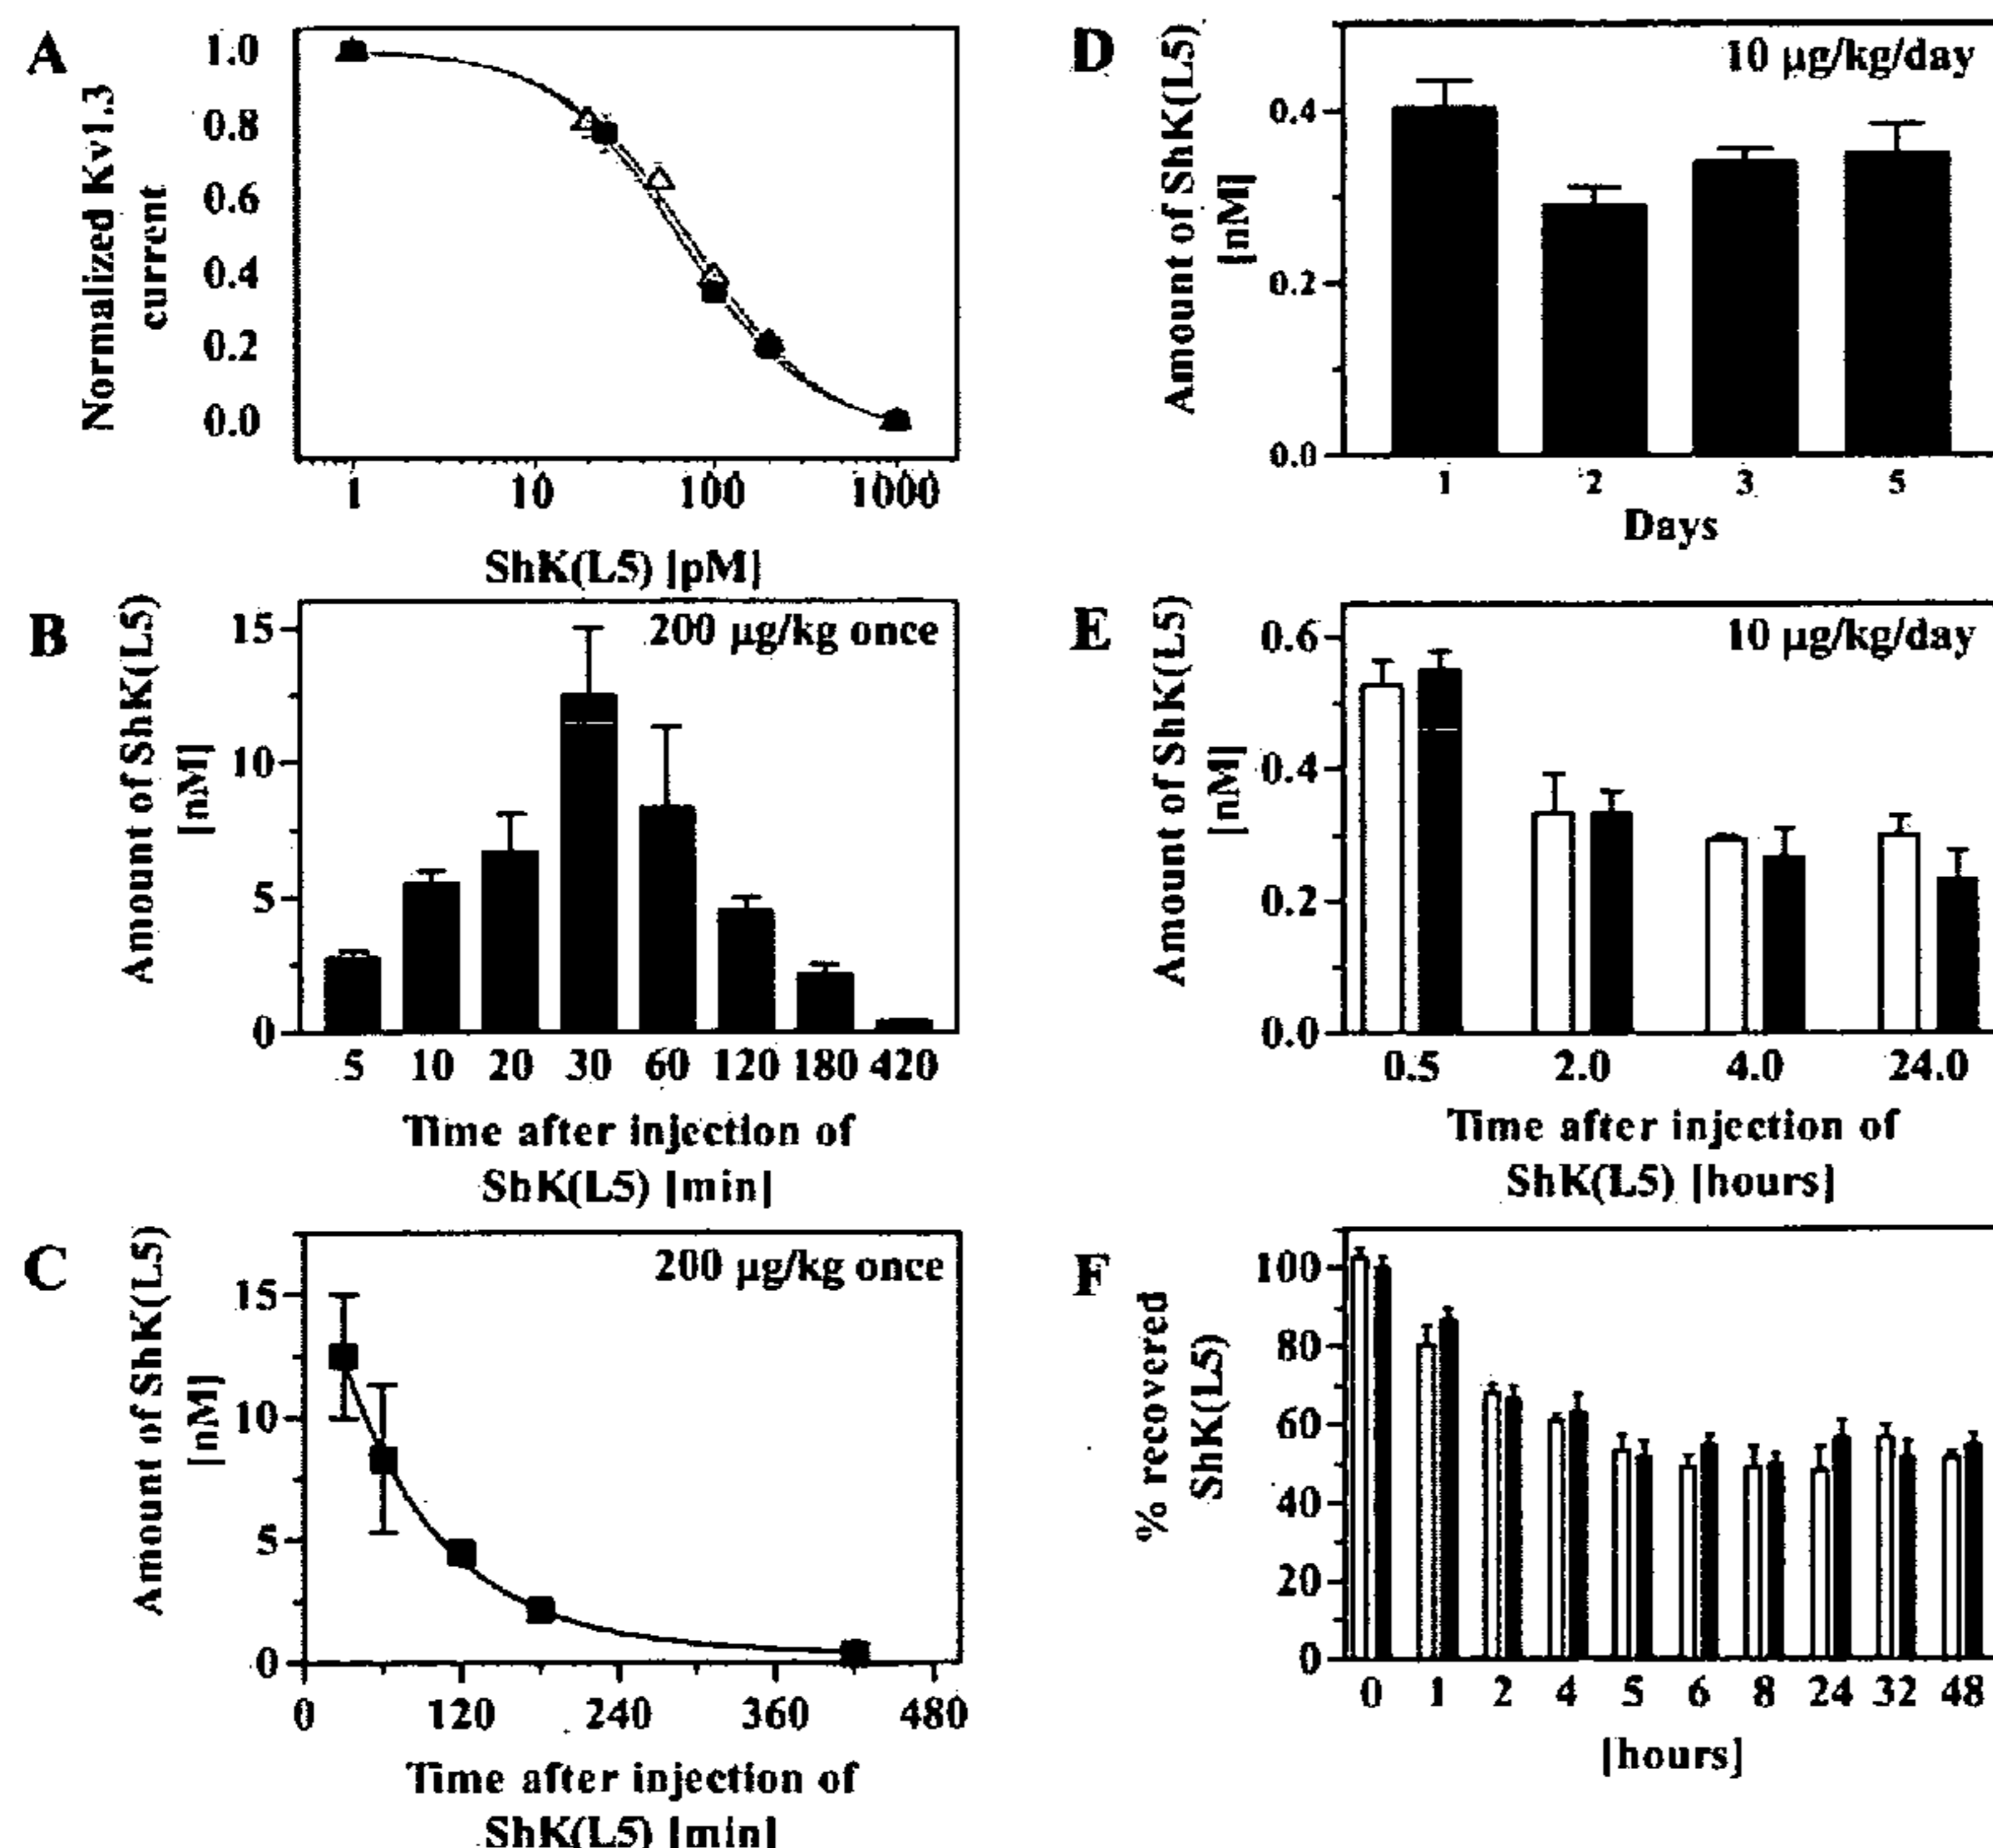 A
Normalized Kv1.3
current
1.0
0.8
0.6
0.4
0.2
0.0
1 10 100 1000
ShK(L5) [pM]
B
Amount of ShK(L5)
[nM]
200 µg/kg once
15
10
5
0
5 10 20 30 60 120 180 420
Time after injection of
ShK(L5) [min]
C
Amount of ShK(L5)
[nM]
200 µg/kg once
15
10
5
0
0 120 240 360 480
Time after injection of
ShK(L5) [min]
D
Amount of ShK(L5)
[nM]
10 µg/kg/day
0.4
0.2
0.0
1 2 3 5
Days
E
Amount of ShK(L5)
[nM]
10 µg/kg/day
0.6
0.4
0.2
0.0
0.5 2.0 4.0 24.0
Time after injection of
ShK(L5) [hours]
F
% recovered
ShK(L5)
100
80
60
40
20
0
0 1 2 4 5 6 8 24 32 48
[hours]